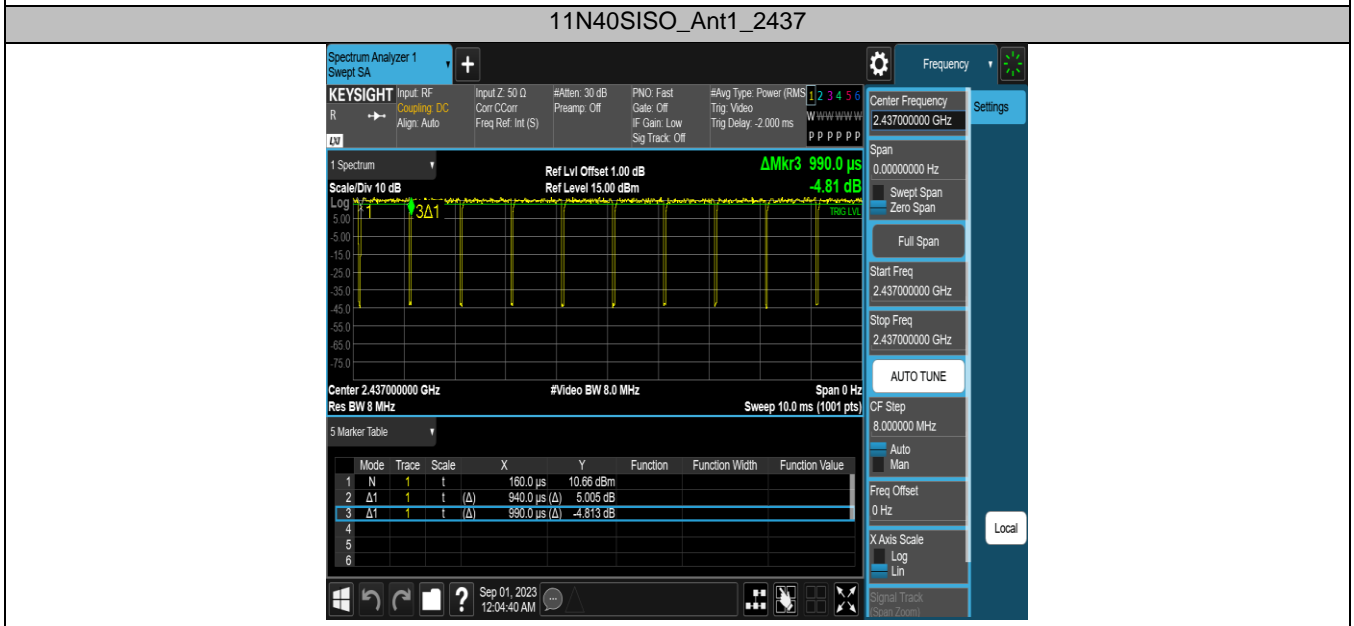 11N40SISO_Ant1_2437
Spectrum Analyzer 1
Swept SA
+
Frequency
KEYSIGHT
R
LXI
Input: RF
Coupling: DC
Align: Auto
Input Z: 50 Ω
Corr CCorr
Freq Ref: Int (S)
#Atten: 30 dB
Preamp: Off
PNO: Fast
Gate: Off
IF Gain: Low
Sig Track: Off
#Avg Type: Power (RMS
Trig: Video
Trig Delay: -2.000 ms
1 2 3 4 5 6
W W W W W W
P P P P P P
1 Spectrum
Scale/Div 10 dB
Ref Lvl Offset 1.00 dB
Ref Level 15.00 dBm
ΔMkr3 990.0 µs
-4.81 dB
Log
1
3Δ1
TRIG LVL
5.00
-5.00
-15.0
-25.0
-35.0
-45.0
-55.0
-65.0
-75.0
Center 2.437000000 GHz
#Video BW 8.0 MHz
Span 0 Hz
Res BW 8 MHz
Sweep 10.0 ms (1001 pts)
5 Marker Table
Mode Trace Scale X Y Function Function Width Function Value
1 N 1 t 160.0 µs 10.66 dBm
2 Δ1 1 t (Δ) 940.0 µs (Δ) 5.005 dB
3 Δ1 1 t (Δ) 990.0 µs (Δ) -4.813 dB
4
5
6
?
Sep 01, 2023
12:04:40 AM
Center Frequency
2.437000000 GHz
Settings
Span
0.00000000 Hz
Swept Span
Zero Span
Full Span
Start Freq
2.437000000 GHz
Stop Freq
2.437000000 GHz
AUTO TUNE
CF Step
8.000000 MHz
Auto
Man
Freq Offset
0 Hz
Local
X Axis Scale
Log
Lin
Signal Track
(Span Zoom)